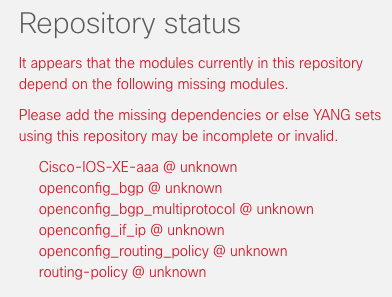 Repository status
It appears that the modules currently in this repository
depend on the following missing modules.
Please add the missing dependencies or else YANG sets
using this repository may be incomplete or invalid.
Cisco-IOS-XE-aaa @ unknown
openconfig_bgp @ unknown
openconfig_bgp_multiprotocol @ unknown
openconfig_if_ip @ unknown
openconfig_routing_policy @ unknown
routing-policy @ unknown